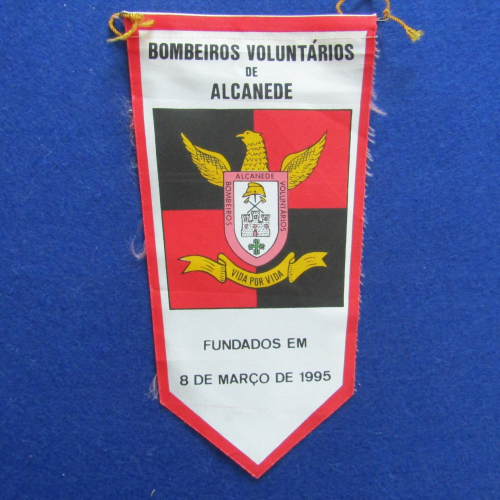 BOMBEIROS VOLUNTÁRIOS
DE
ALCANEDE
ALCANEDE
BOMBEIROS
VOLUNTÁRIOS
VIDA POR VIDA
FUNDADOS EM
8 DE MARÇO DE 1995